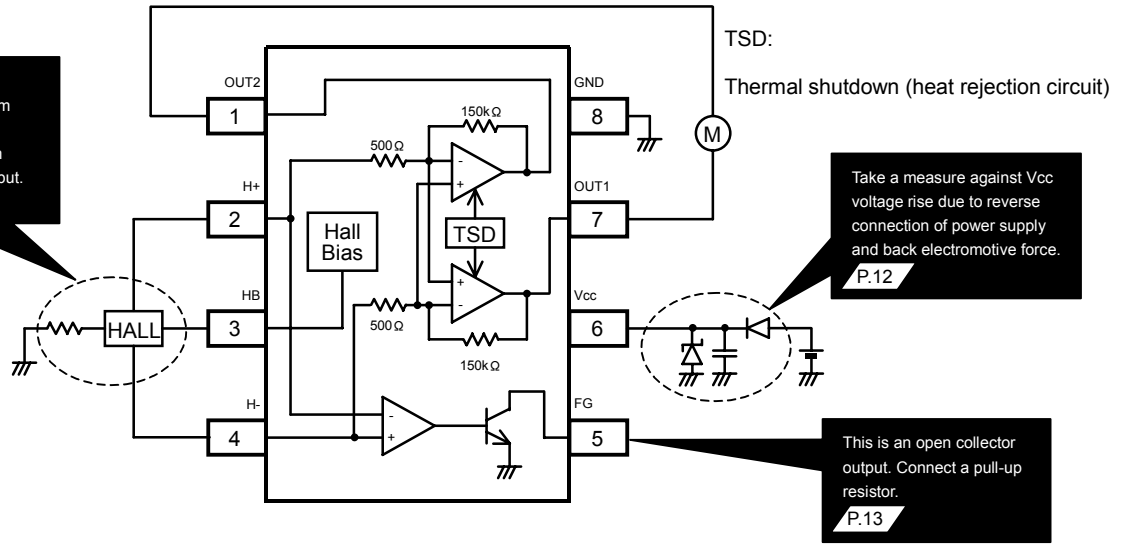 TSD:
Thermal shutdown (heat rejection circuit)
OUT2
1
GND
8
150kΩ
500Ω
-
+
M
H+
2
OUT1
7
Hall
Bias
TSD
HB
3
HALL
500Ω
+
-
150kΩ
Vcc
6
H-
4
-
+
FG
5
put.
Take a measure against Vcc
voltage rise due to reverse
connection of power supply
and back electromotive force.
P.12
This is an open collector
output. Connect a pull-up
resistor.
P.13